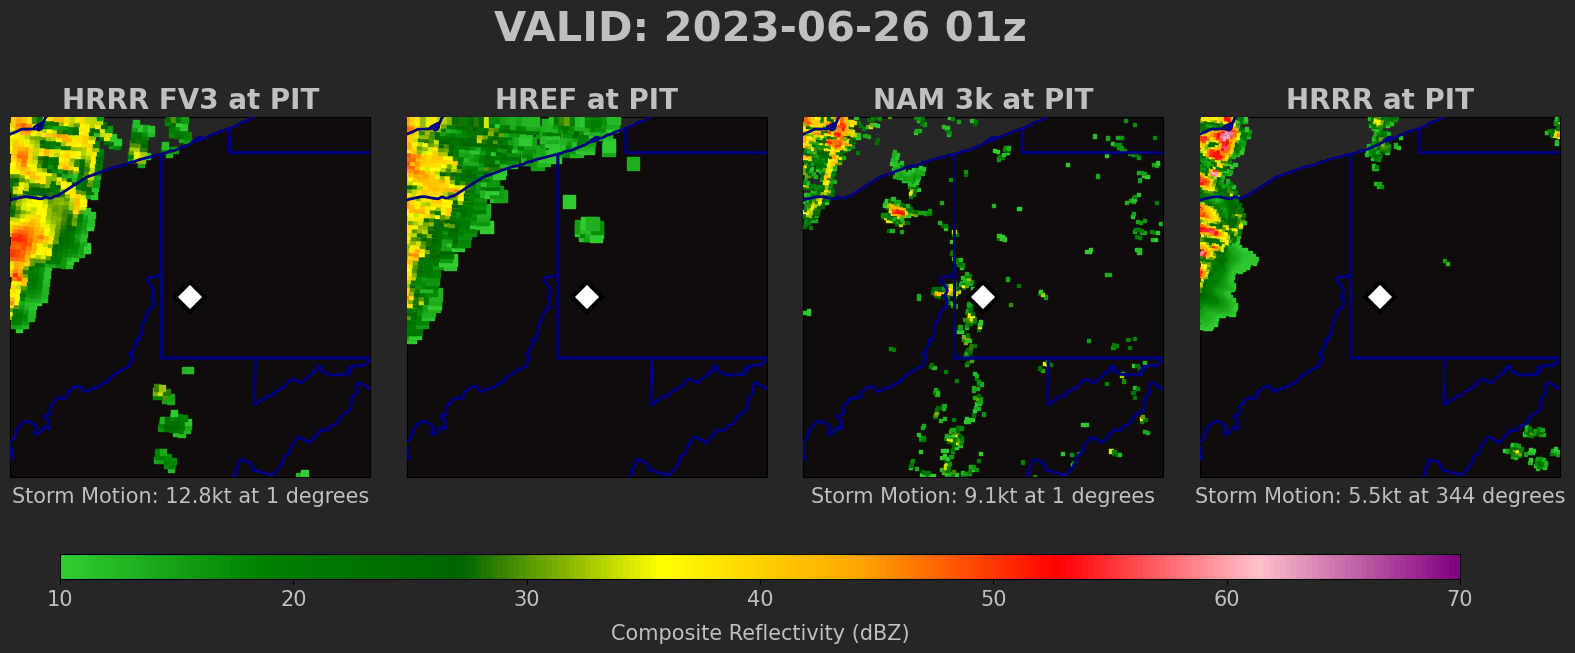 VALID: 2023-06-26 01z
HRRR FV3 at PIT
HREF at PIT
NAM 3k at PIT
HRRR at PIT
Storm Motion: 12.8kt at 1 degrees
Storm Motion: 9.1kt at 1 degrees
Storm Motion: 5.5kt at 344 degrees
10 20 30 40 50 60 70
Composite Reflectivity (dBZ)